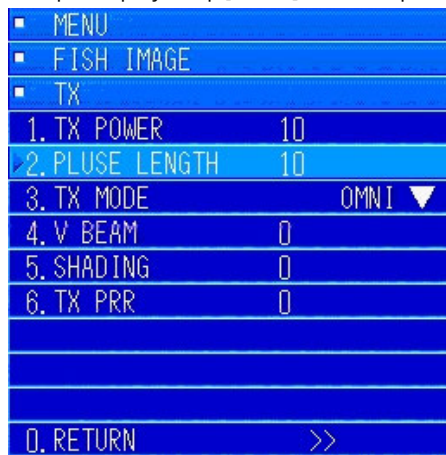 MENU
FISH IMAGE
TX
1. TX POWER 10
2. PLUSE LENGTH 10
3. TX MODE OMNI ▼
4. V BEAM 0
5. SHADING 0
6. TX PRR 0
0. RETURN >>